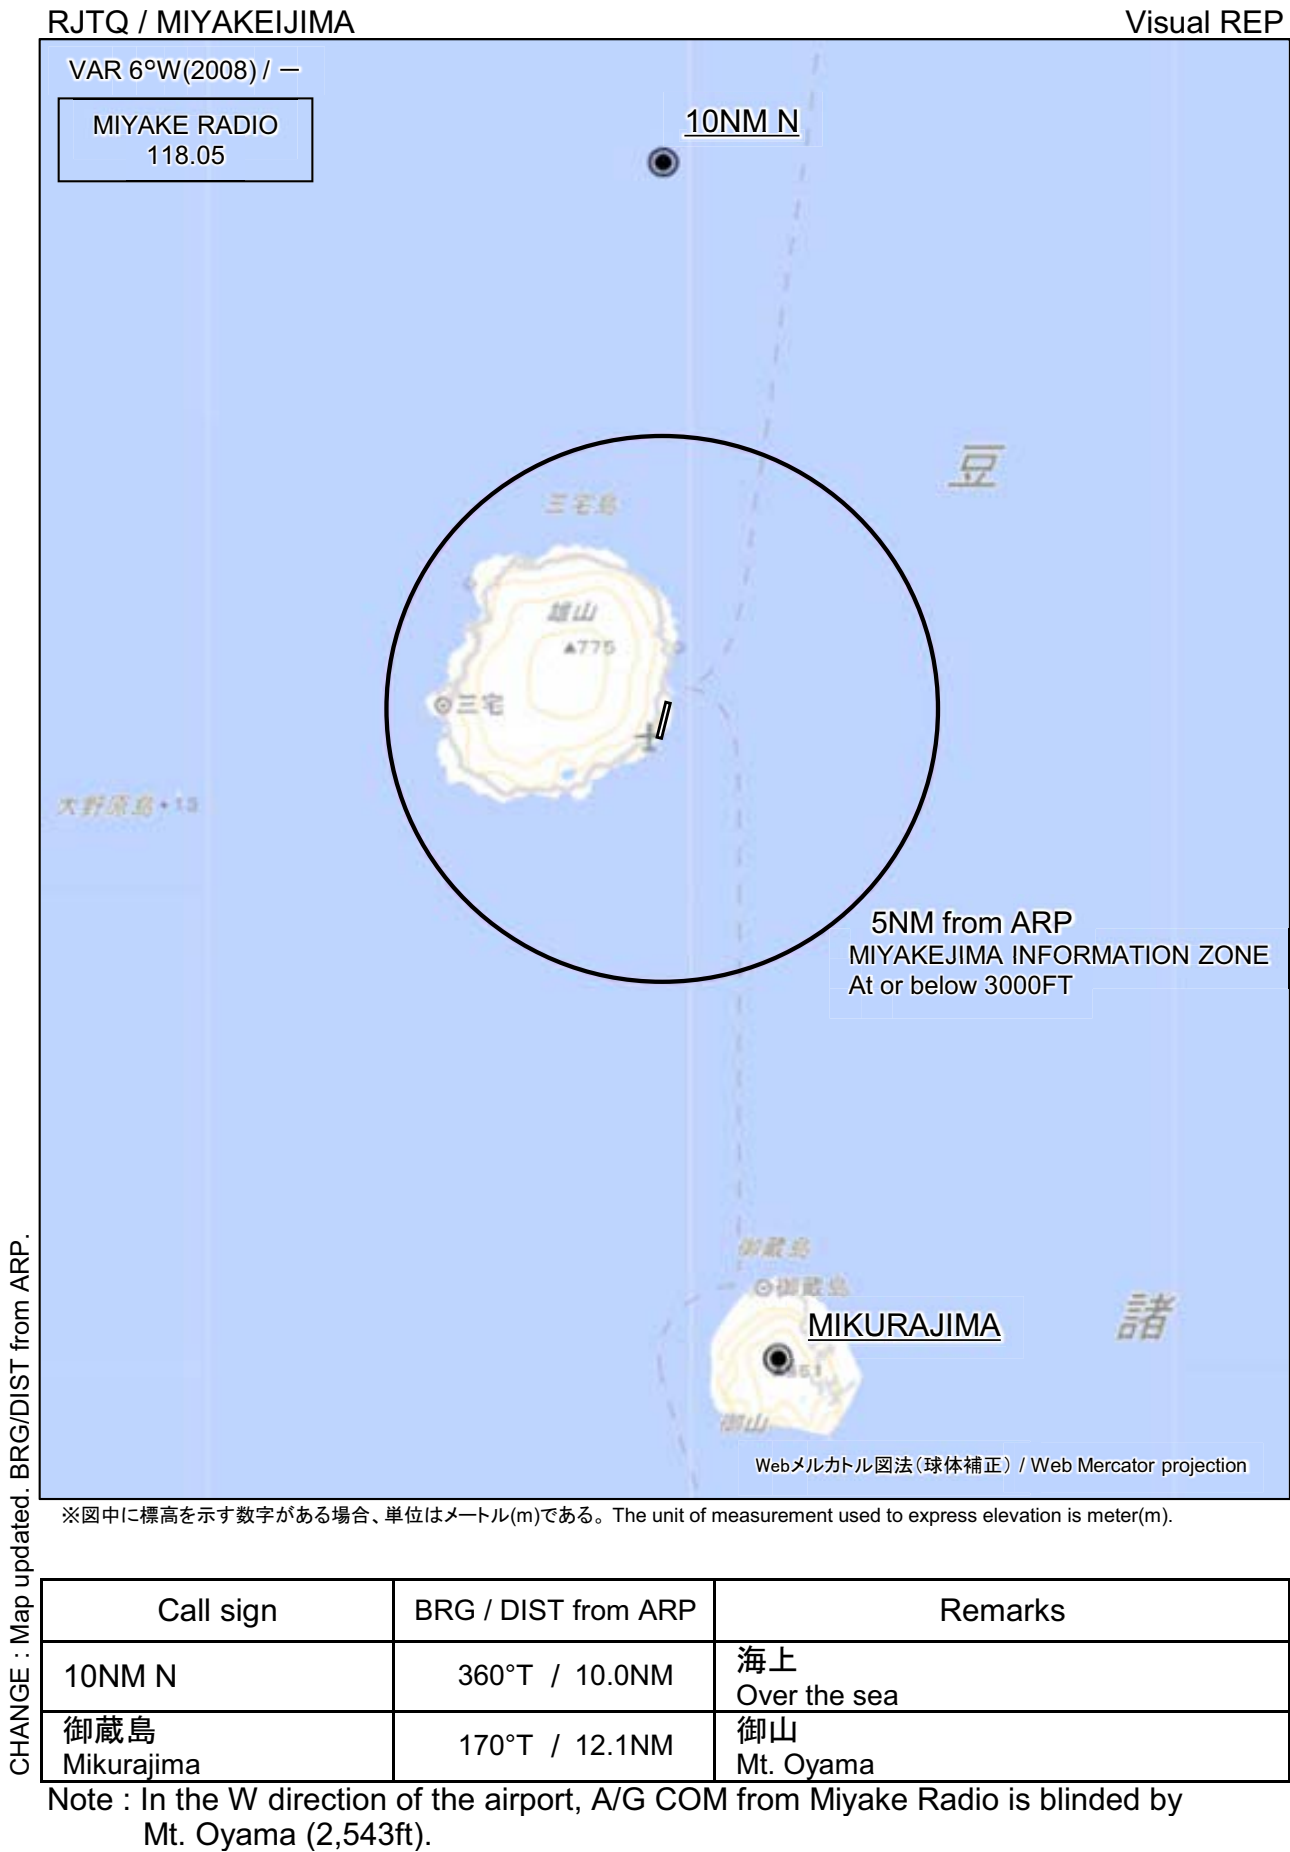 RJTQ / MIYAKEIJIMA
Visual REP
VAR 6°W(2008) / －
MIYAKE RADIO
118.05
10NM N
豆
三宅島
雄山
▲775
三宅
大野原島•13
5NM from ARP
MIYAKEJIMA INFORMATION ZONE
At or below 3000FT
御蔵島
御蔵島
MIKURAJIMA
諸
御山
Webメルカトル図法（球体補正） / Web Mercator projection
※図中に標高を示す数字がある場合、単位はメートル(m)である。 The unit of measurement used to express elevation is meter(m).
CHANGE : Map updated. BRG/DIST from ARP.
Call sign BRG / DIST from ARP Remarks
10NM N 360°T / 10.0NM 海上
Over the sea
御蔵島 170°T / 12.1NM 御山
Mikurajima Mt. Oyama
Note : In the W direction of the airport, A/G COM from Miyake Radio is blinded by
Mt. Oyama (2,543ft).